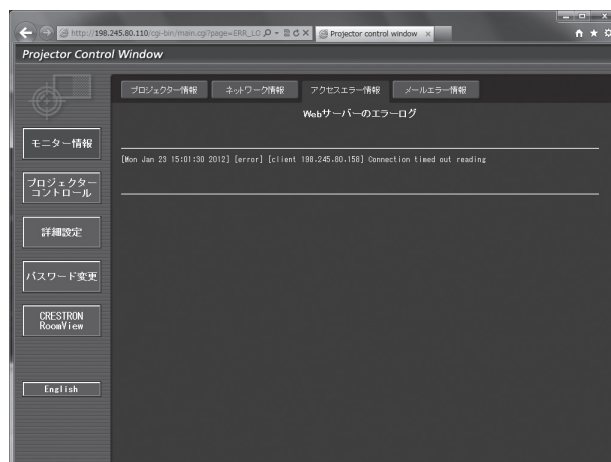 http://198.245.80.110/cgi-bin/main.cgi?page=ERR_LO
Projector control window
Projector Control Window
プロジェクター情報
ネットワーク情報
アクセスエラー情報
メールエラー情報
Webサーバーのエラーログ
[Mon Jan 23 15:01:30 2012] [error] [client 198.245.80.158] Connection timed out reading
モニター情報
プロジェクター
コントロール
詳細設定
パスワード変更
CRESTRON
RoomView
English